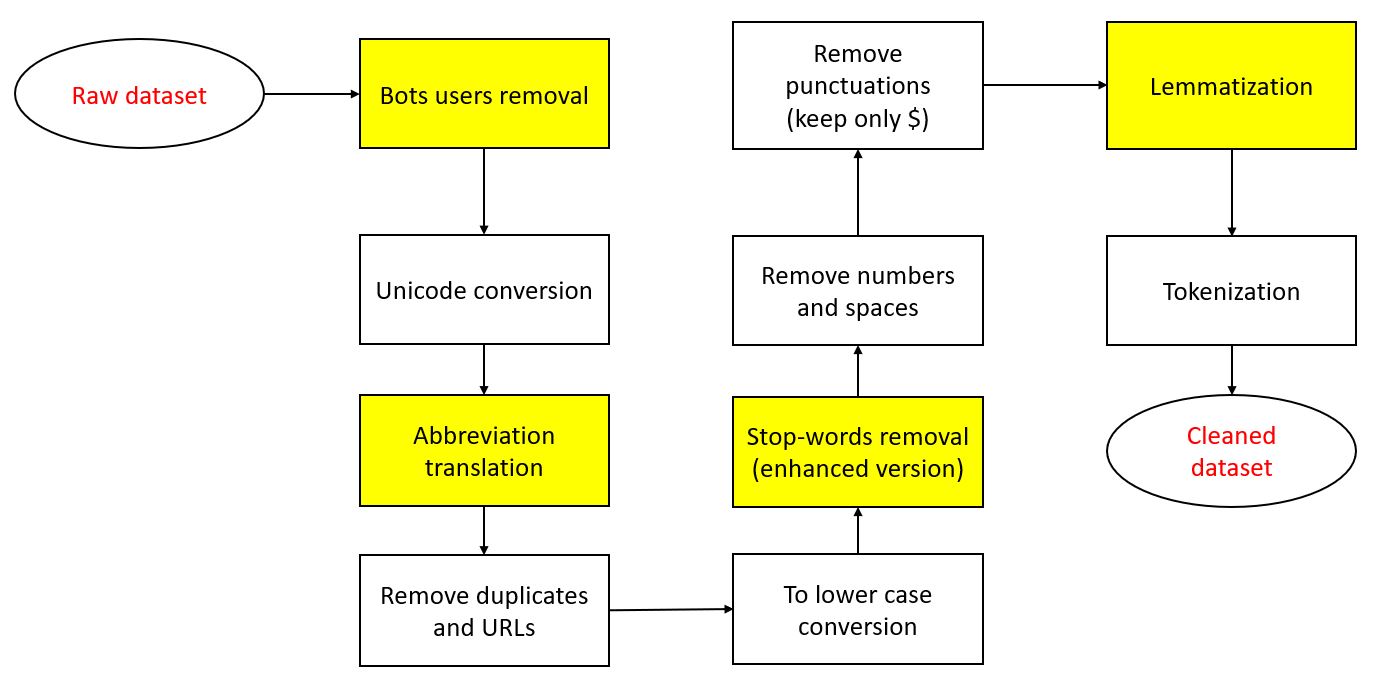 Raw dataset
Bots users removal
Unicode conversion
Abbreviation
translation
Remove duplicates
and URLs
To lower case
conversion
Stop-words removal
(enhanced version)
Remove numbers
and spaces
Remove
punctuations
(keep only $)
Lemmatization
Tokenization
Cleaned
dataset